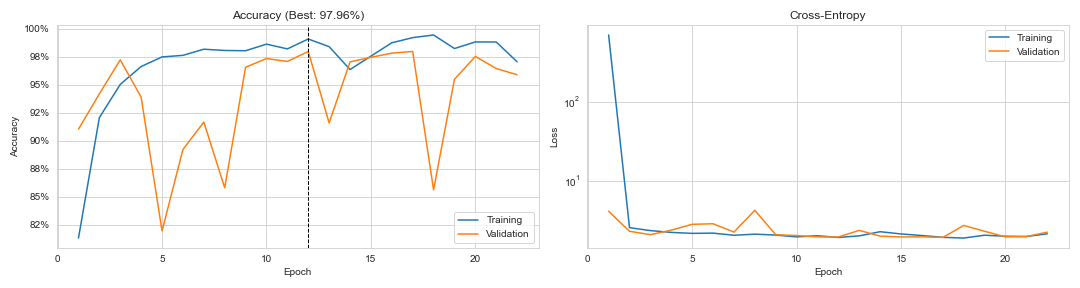 Accuracy (Best: 97.96%)
100%
98%
95%
92%
90%
88%
85%
82%
Accuracy
0
5
10
15
20
Epoch
Training
Validation
Cross-Entropy
10²
10¹
Loss
0
5
10
15
20
Epoch
Training
Validation